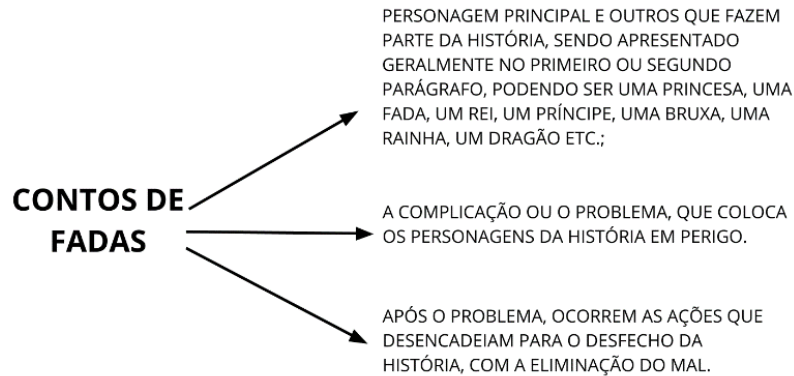 PERSONAGEM PRINCIPAL E OUTROS QUE FAZEM
PARTE DA HISTÓRIA, SENDO APRESENTADO
GERALMENTE NO PRIMEIRO OU SEGUNDO
PARÁGRAFO, PODENDO SER UMA PRINCESA, UMA
FADA, UM REI, UM PRÍNCIPE, UMA BRUXA, UMA
RAINHA, UM DRAGÃO ETC.;
CONTOS DE
FADAS
A COMPLICAÇÃO OU O PROBLEMA, QUE COLOCA
OS PERSONAGENS DA HISTÓRIA EM PERIGO.
APÓS O PROBLEMA, OCORREM AS AÇÕES QUE
DESENCADEIAM PARA O DESFECHO DA
HISTÓRIA, COM A ELIMINAÇÃO DO MAL.